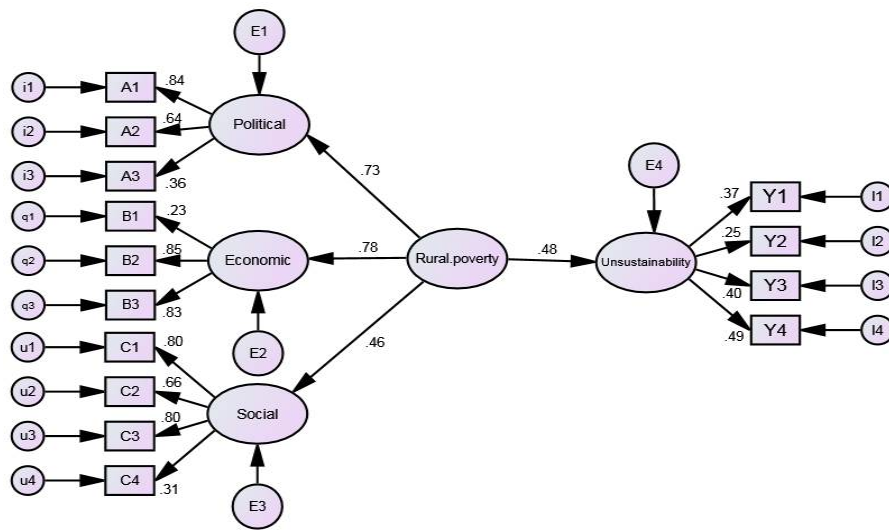 E1
i1
A1
.84
i2
A2
.64
Political
i3
A3
.36
.73
q1
B1
.23
q2
B2
.85
Economic
.78
q3
B3
.83
E2
Rural.poverty
.48
E4
Unsustainability
.37
Y1
I1
.25
Y2
I2
.40
Y3
I3
.49
Y4
I4
.46
u1
C1
.80
u2
C2
.66
Social
u3
C3
.80
u4
C4
.31
E3